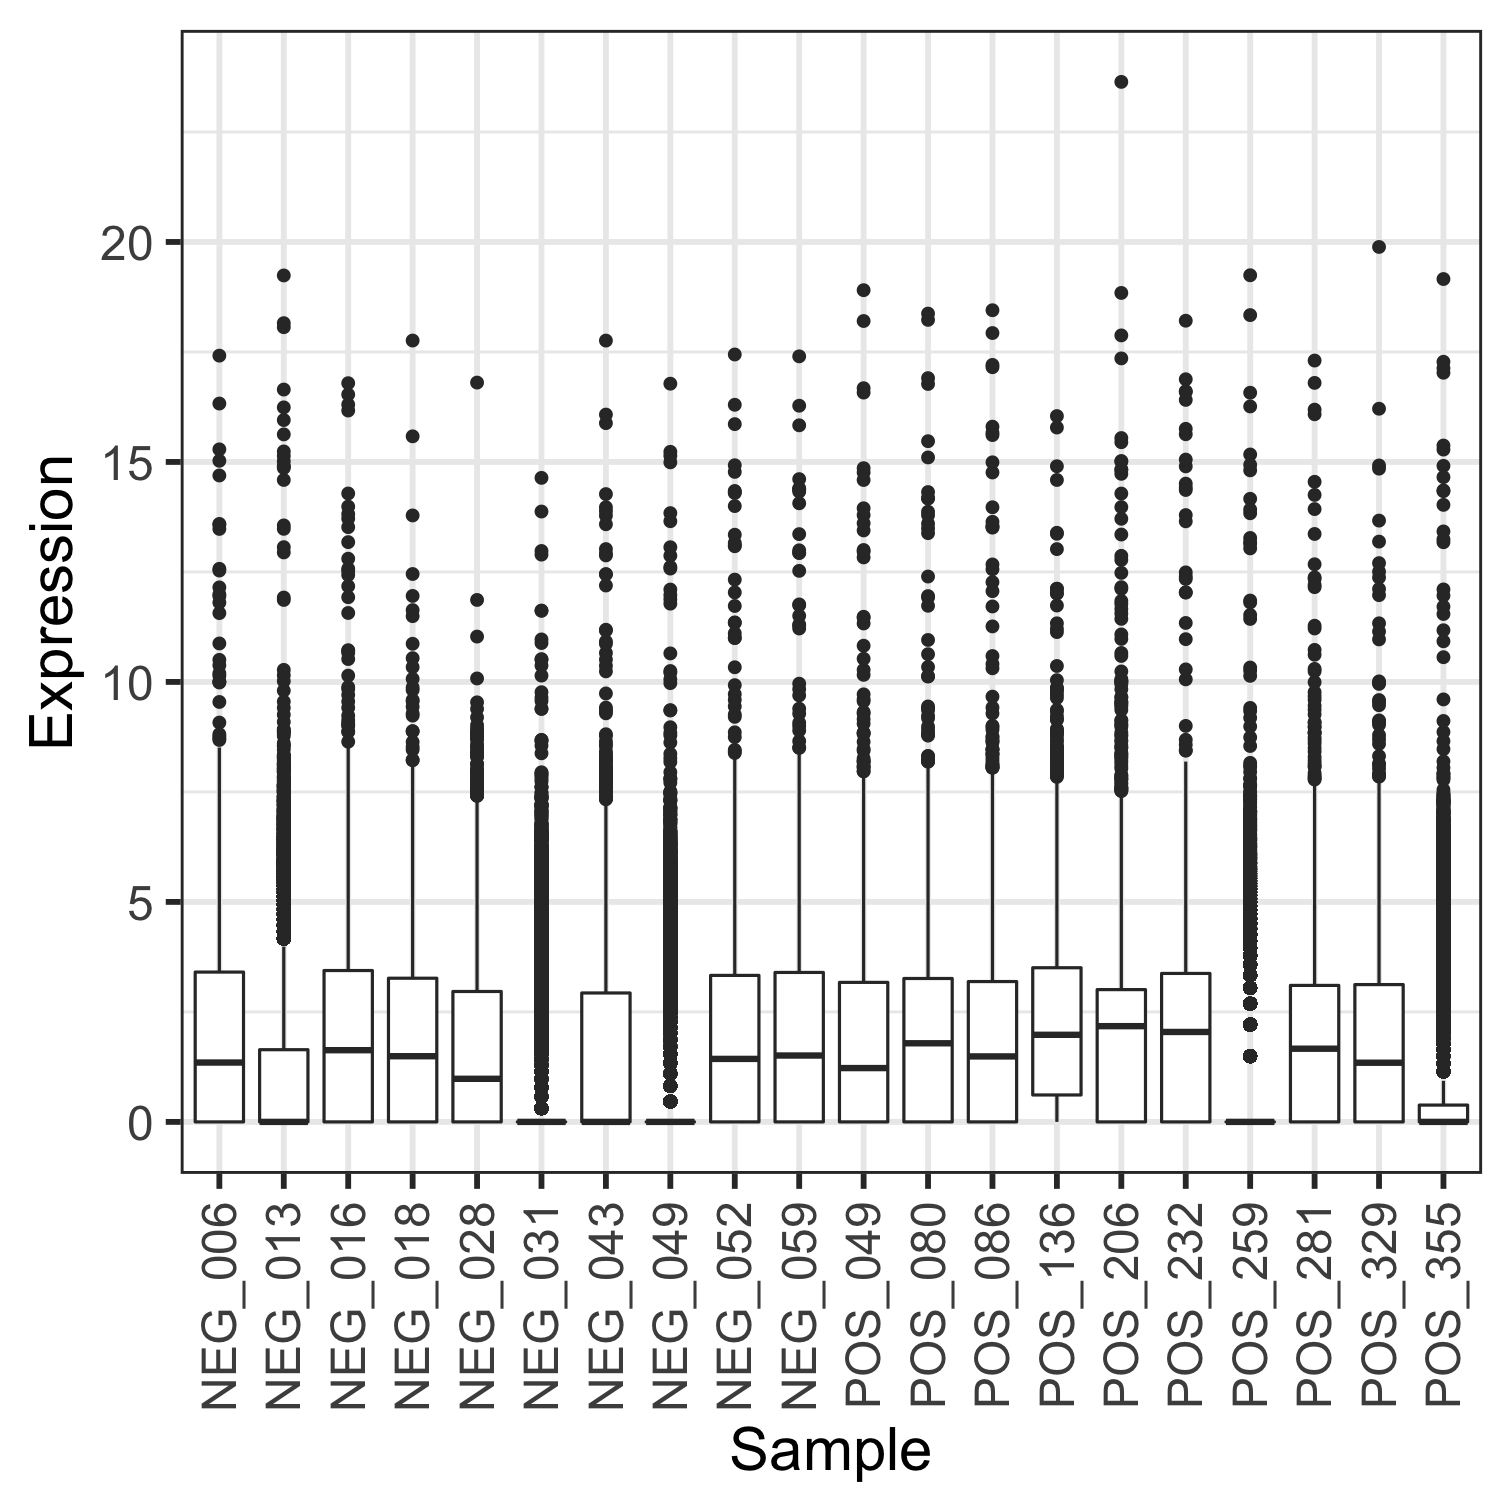 Expression
20
15
10
5
0
NEG_006
NEG_013
NEG_016
NEG_018
NEG_028
NEG_031
NEG_043
NEG_049
NEG_052
NEG_059
POS_049
POS_080
POS_086
POS_136
POS_206
POS_232
POS_259
POS_281
POS_329
POS_355
Sample